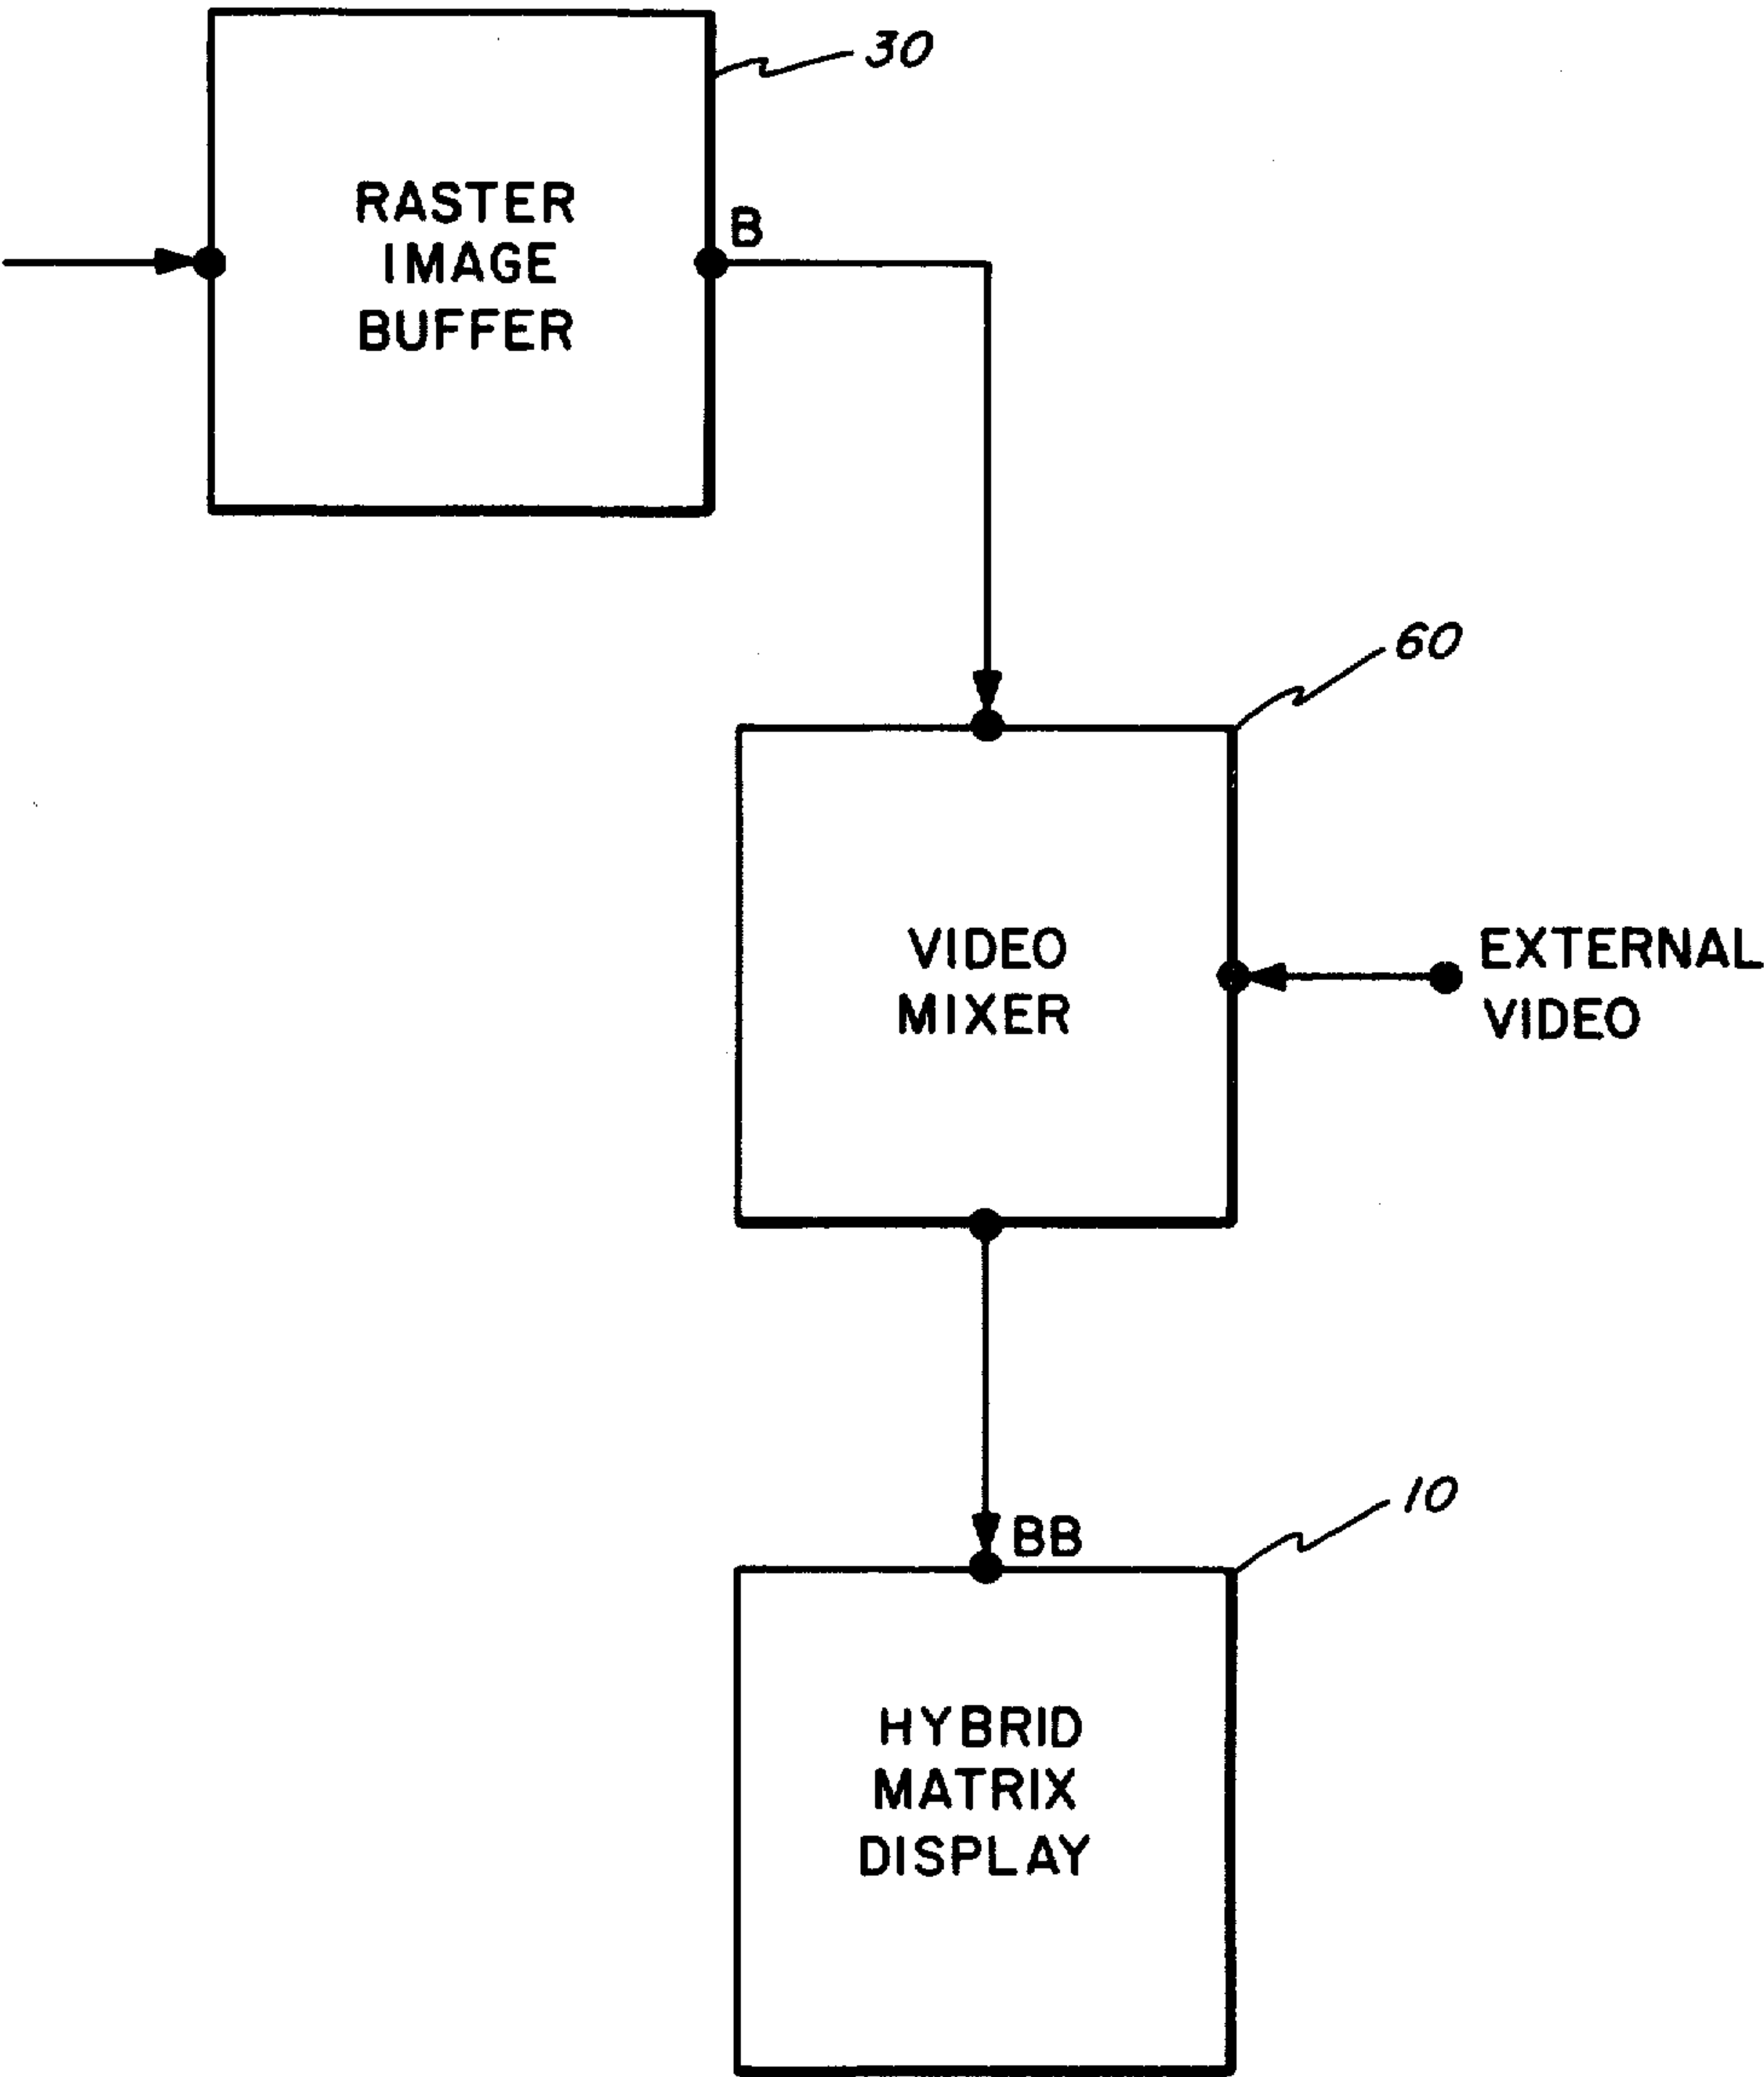 30
RASTER
IMAGE
BUFFER
B
60
VIDEO
MIXER
EXTERNAL
VIDEO
10
BB
HYBRID
MATRIX
DISPLAY